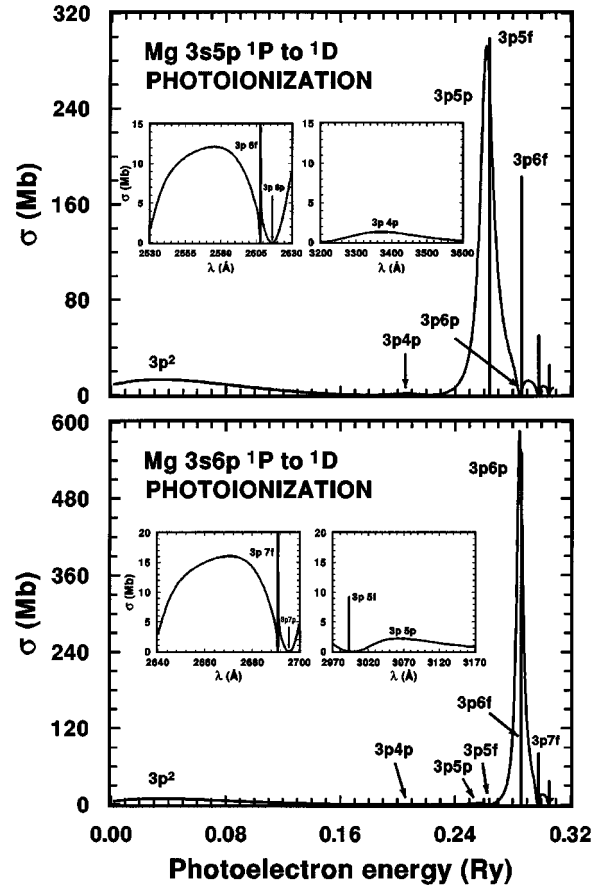 Mg 3s5p ¹P to ¹D
PHOTOIONIZATION
3p5f
3p5p
3p6f
3p6p
3p4p
3p²
σ (Mb)
320
240
160
80
0
σ (Mb)
15
10
5
0
3p 6f
3p 6p
2530 2555 2580 2605 2630
λ (Å)
15
10
5
0
3p 4p
3200 3300 3400 3500 3600
λ (Å)
Mg 3s6p ¹P to ¹D
PHOTOIONIZATION
3p6p
3p6f
3p7f
3p5f
3p5p
3p4p
3p²
σ (Mb)
600
480
360
240
120
0
σ (Mb)
20
15
10
5
0
3p 7f
3p7p
2640 2660 2680 2700
λ (Å)
20
15
10
5
0
3p 5f
3p 5p
2970 3020 3070 3120 3170
λ (Å)
0.00 0.08 0.16 0.24 0.32
Photoelectron energy (Ry)